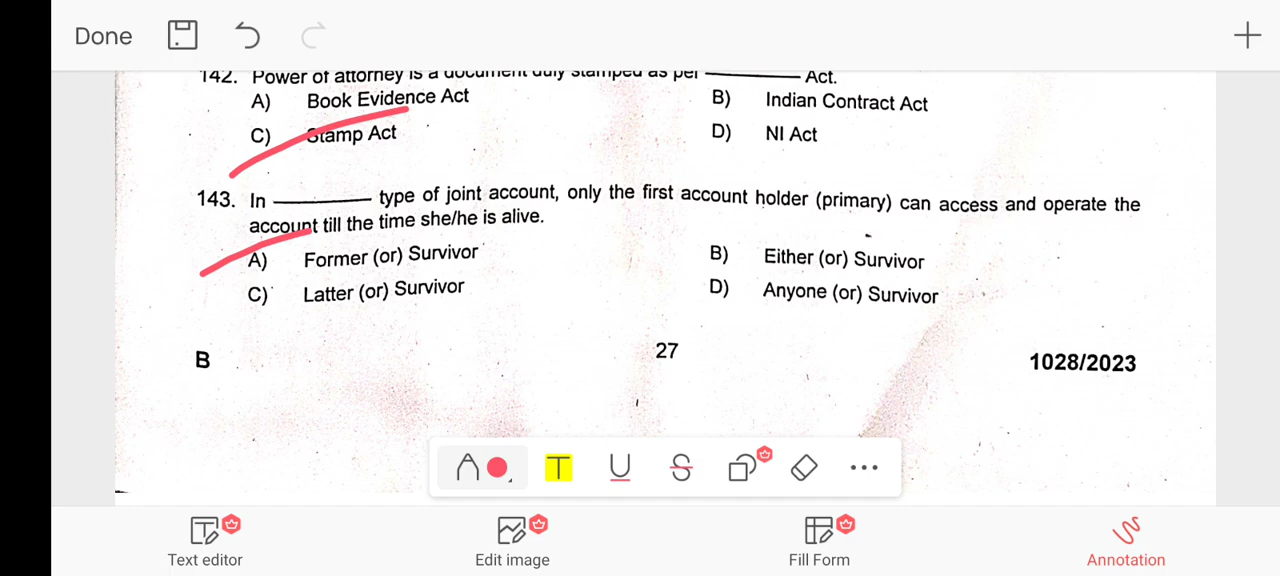 Done
142. Power of attorney is a document duly stamped as per ________ Act.
A) Book Evidence Act
B) Indian Contract Act
C) Stamp Act
D) NI Act
143. In ________ type of joint account, only the first account holder (primary) can access and operate the
account till the time she/he is alive.
A) Former (or) Survivor
B) Either (or) Survivor
C) Latter (or) Survivor
D) Anyone (or) Survivor
B
27
1028/2023
T
U
S
Text editor
Edit image
Fill Form
Annotation